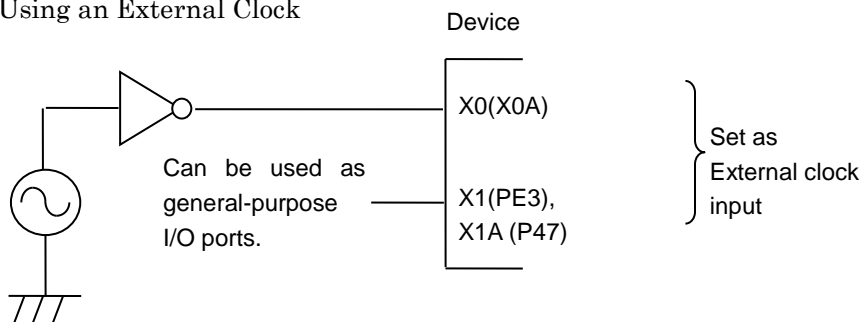 Using an External Clock
Device
X0(X0A)
Can be used as
general-purpose
I/O ports.
X1(PE3),
X1A (P47)
Set as
External clock
input